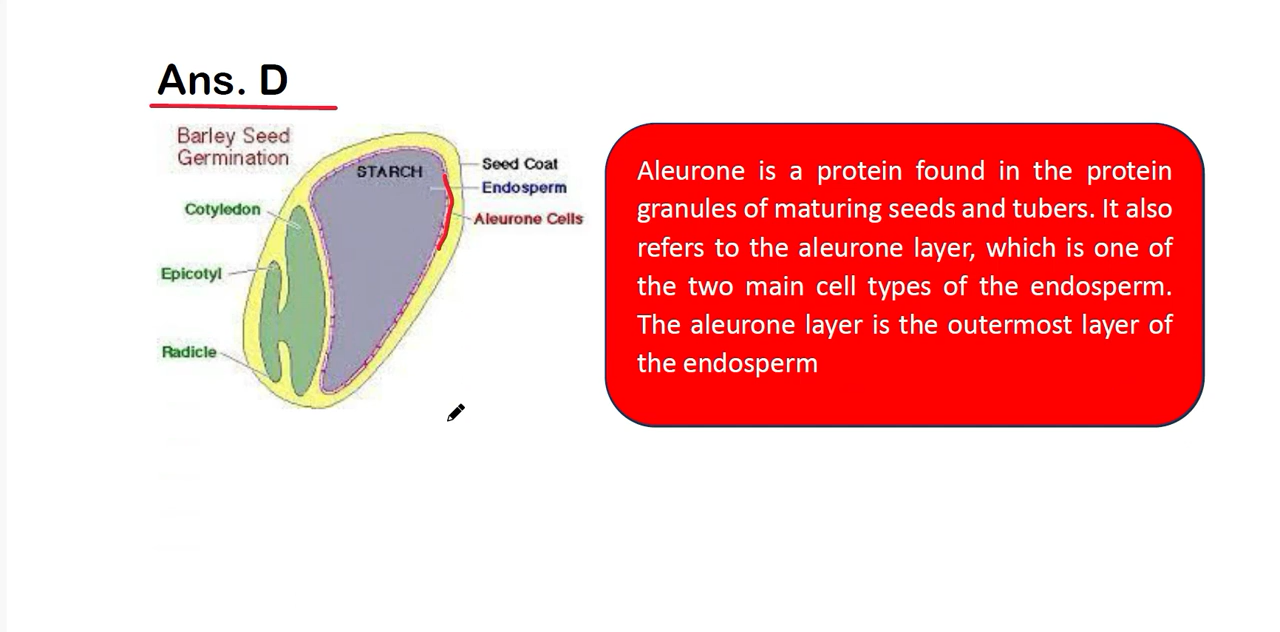 Ans. D
Barley Seed
Germination
STARCH
Seed Coat
Endosperm
Aleurone Cells
Cotyledon
Epicotyl
Radicle
Aleurone is a protein found in the protein
granules of maturing seeds and tubers. It also
refers to the aleurone layer, which is one of
the two main cell types of the endosperm.
The aleurone layer is the outermost layer of
the endosperm